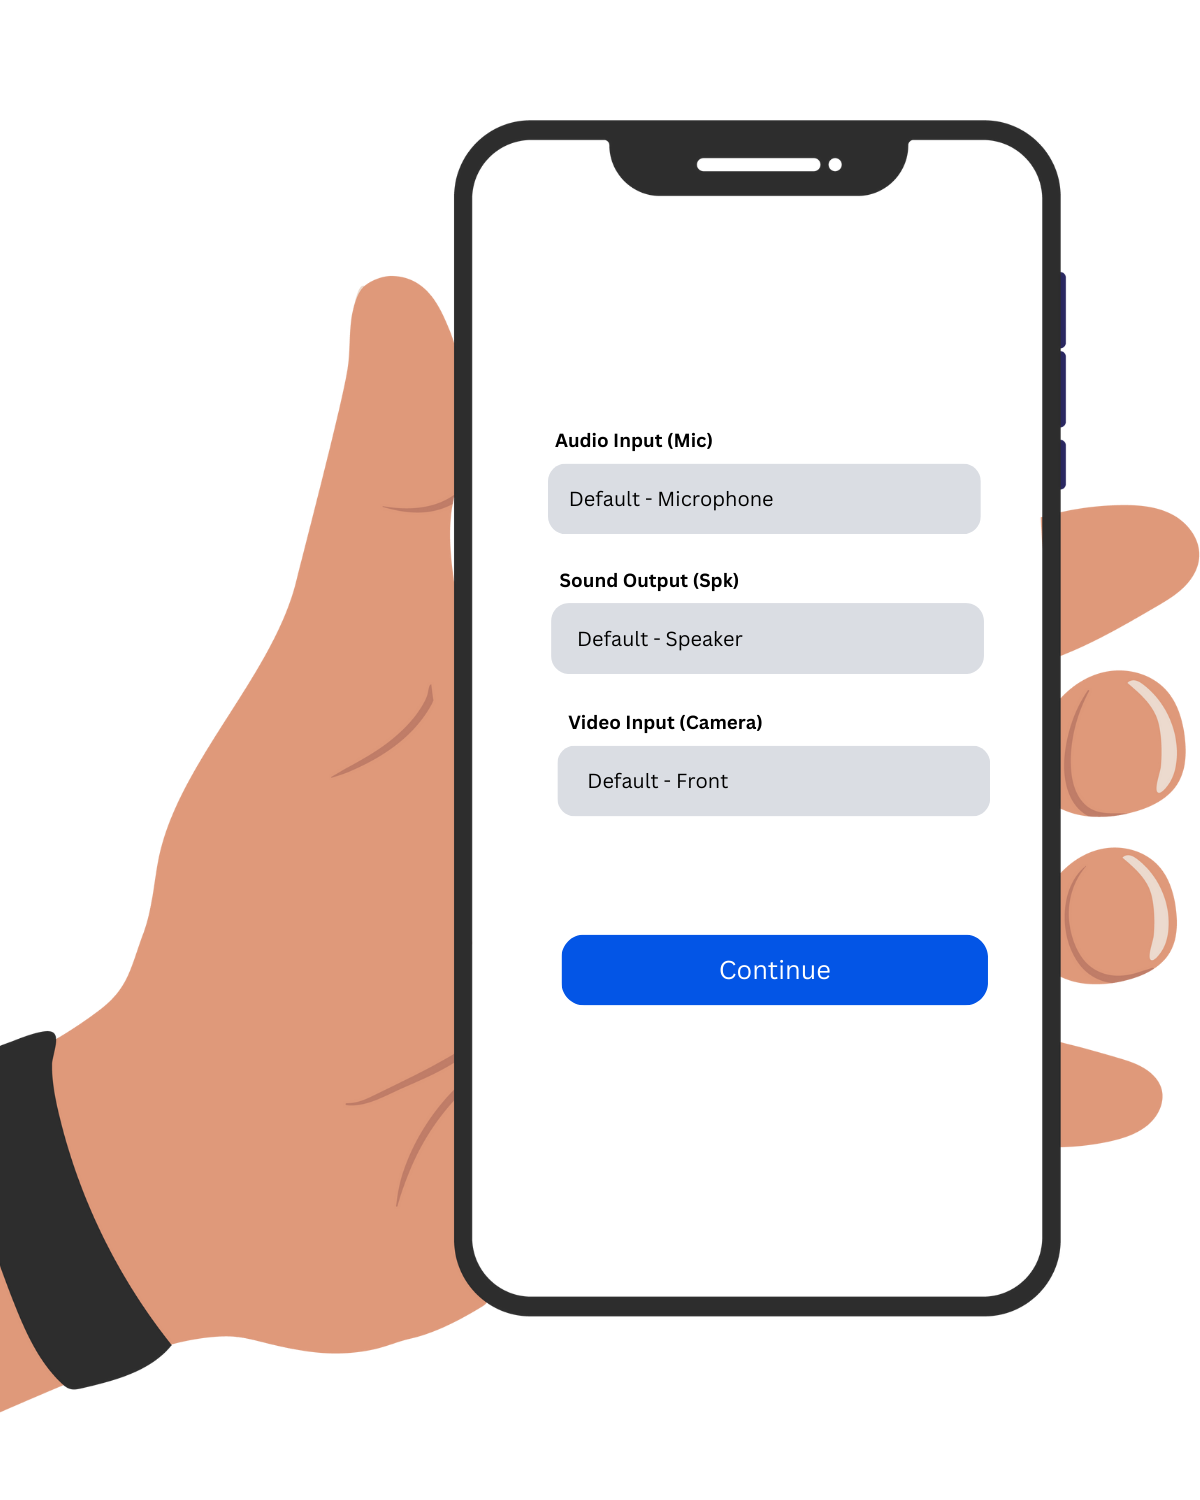 Audio Input (Mic)
Default - Microphone
Sound Output (Spk)
Default - Speaker
Video Input (Camera)
Default - Front
Continue